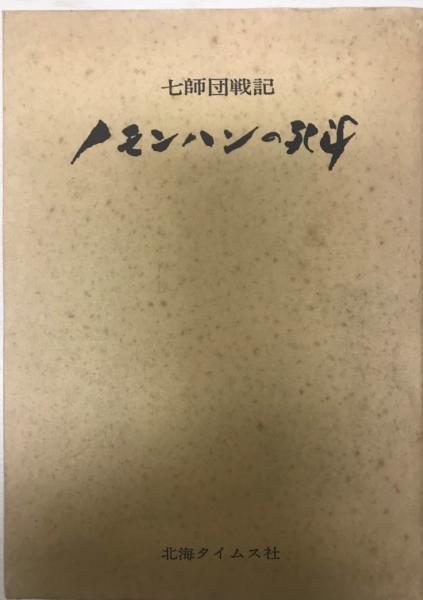 七師団戦記
ノモンハンの死斗
北海タイムス社